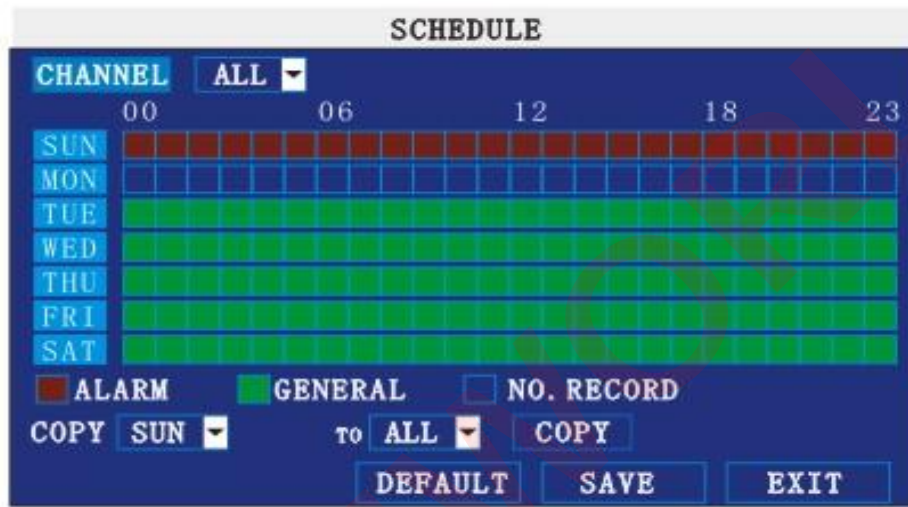 SCHEDULE
CHANNEL ALL
00 06 12 18 23
SUN
MON
TUE
WED
THU
FRI
SAT
ALARM GENERAL NO. RECORD
COPY SUN TO ALL COPY
DEFAULT SAVE EXIT